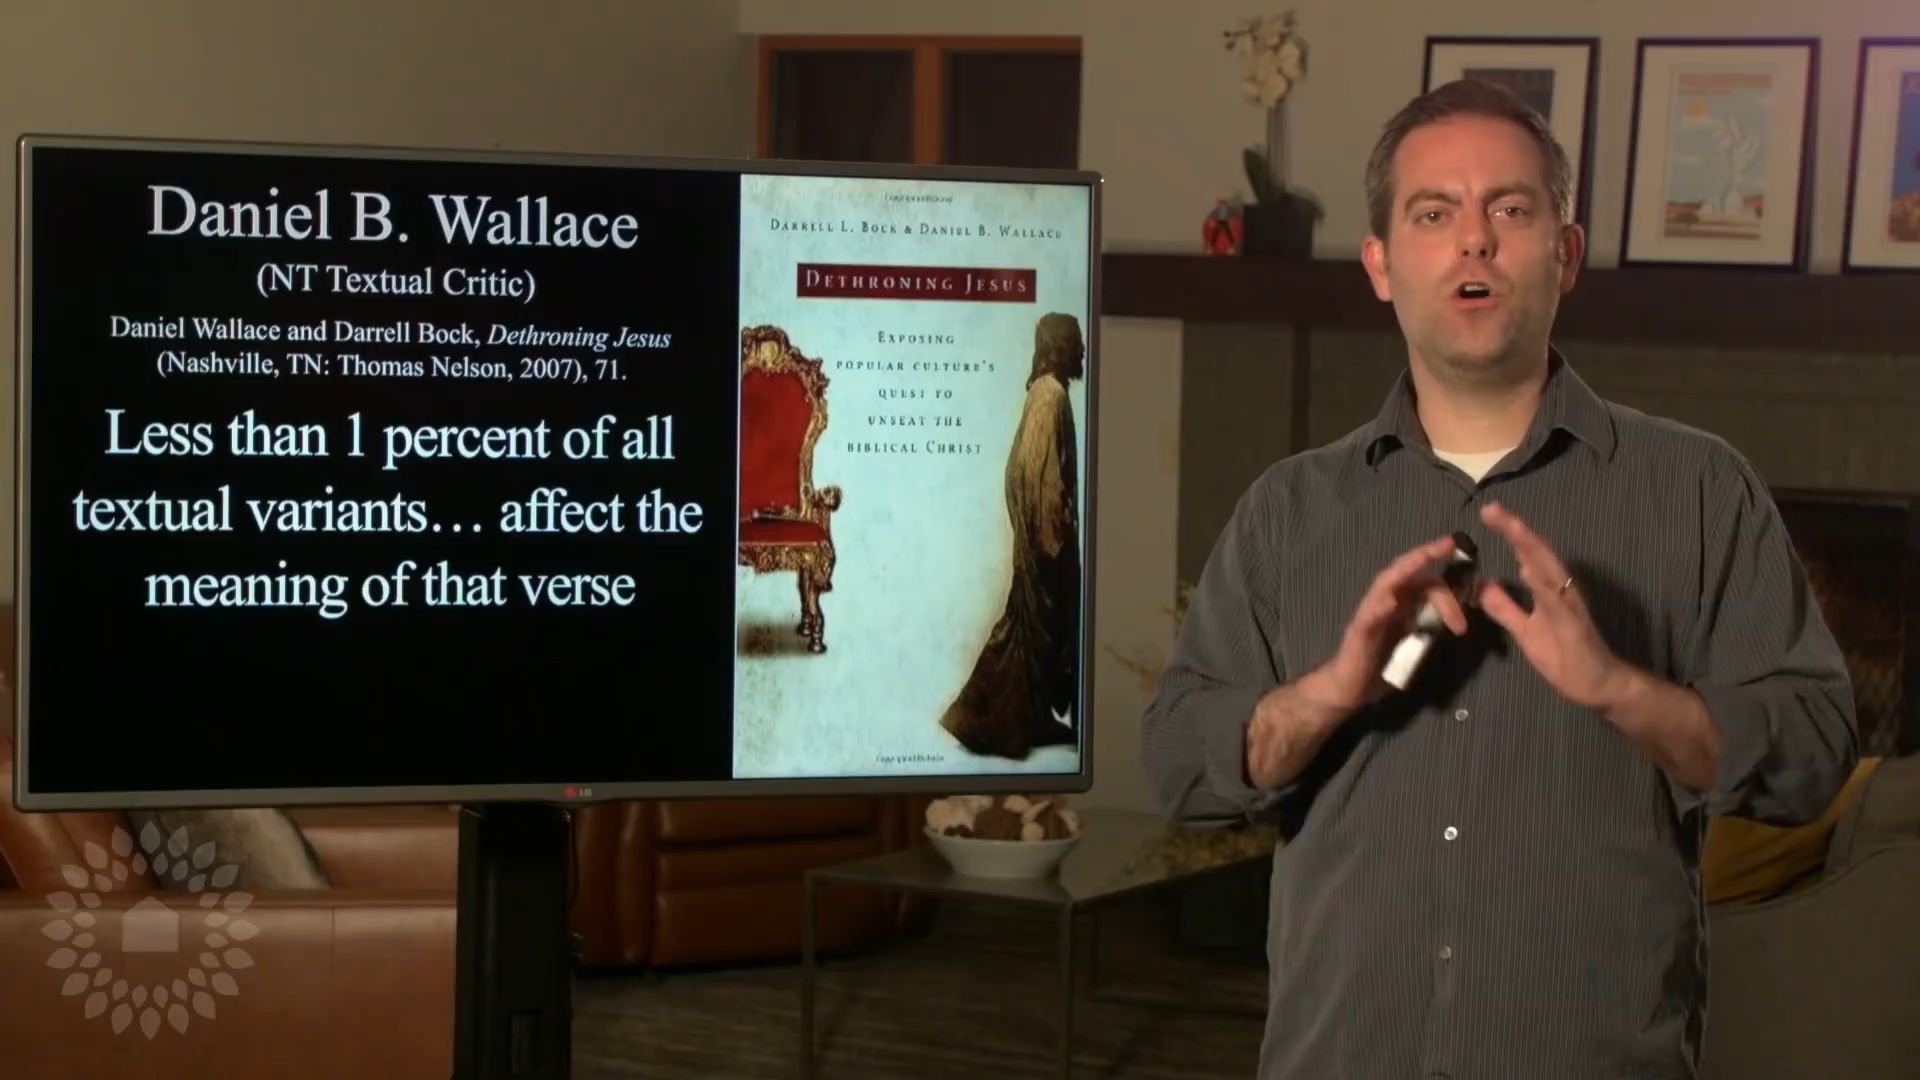 Daniel B. Wallace
(NT Textual Critic)
Daniel Wallace and Darrell Bock, Dethroning Jesus
(Nashville, TN: Thomas Nelson, 2007), 71.
Less than 1 percent of all
textual variants… affect the
meaning of that verse
Darrell L. Bock & Daniel B. Wallace
Dethroning Jesus
Exposing
popular culture's
quest to
unseat the
Biblical Christ
LG